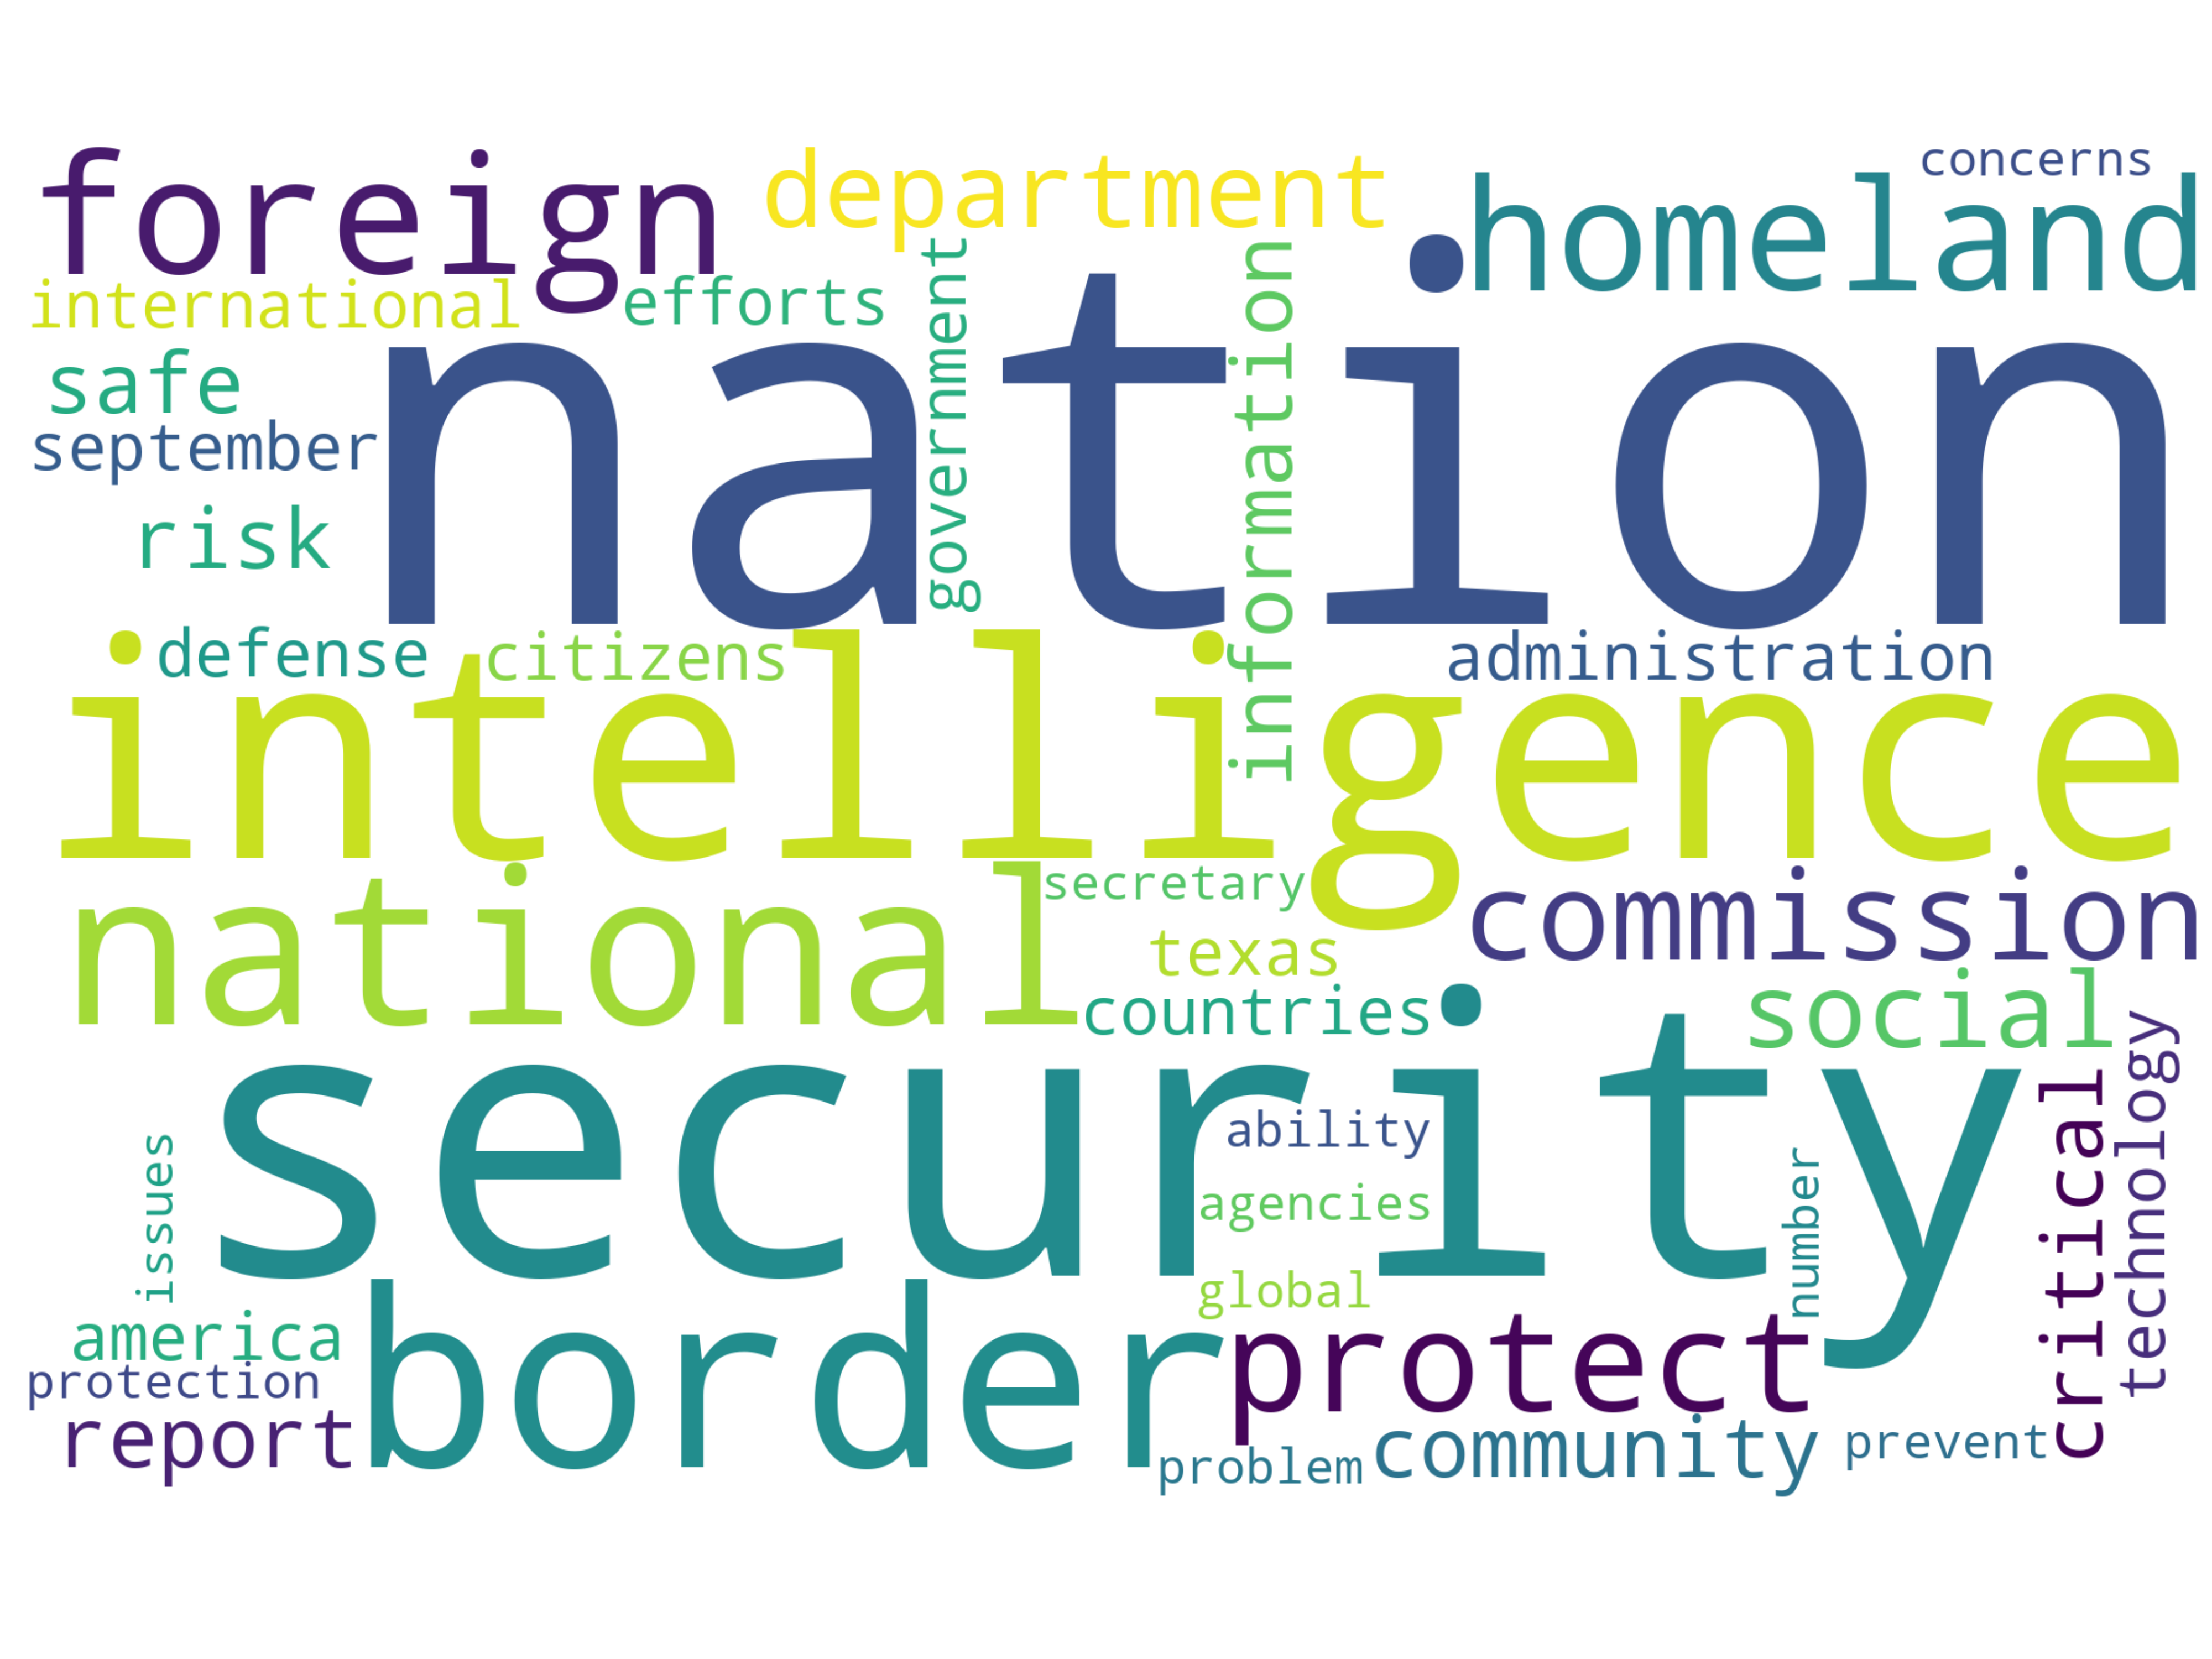 foreign
department
homeland
concerns
international
efforts
government
information
nation
safe
september
risk
defense
citizens
administration
intelligence
national
secretary
commission
texas
countries
social
security
ability
agencies
global
number
critical
technology
issues
america
protection
report
border
protect
problem
community
prevent